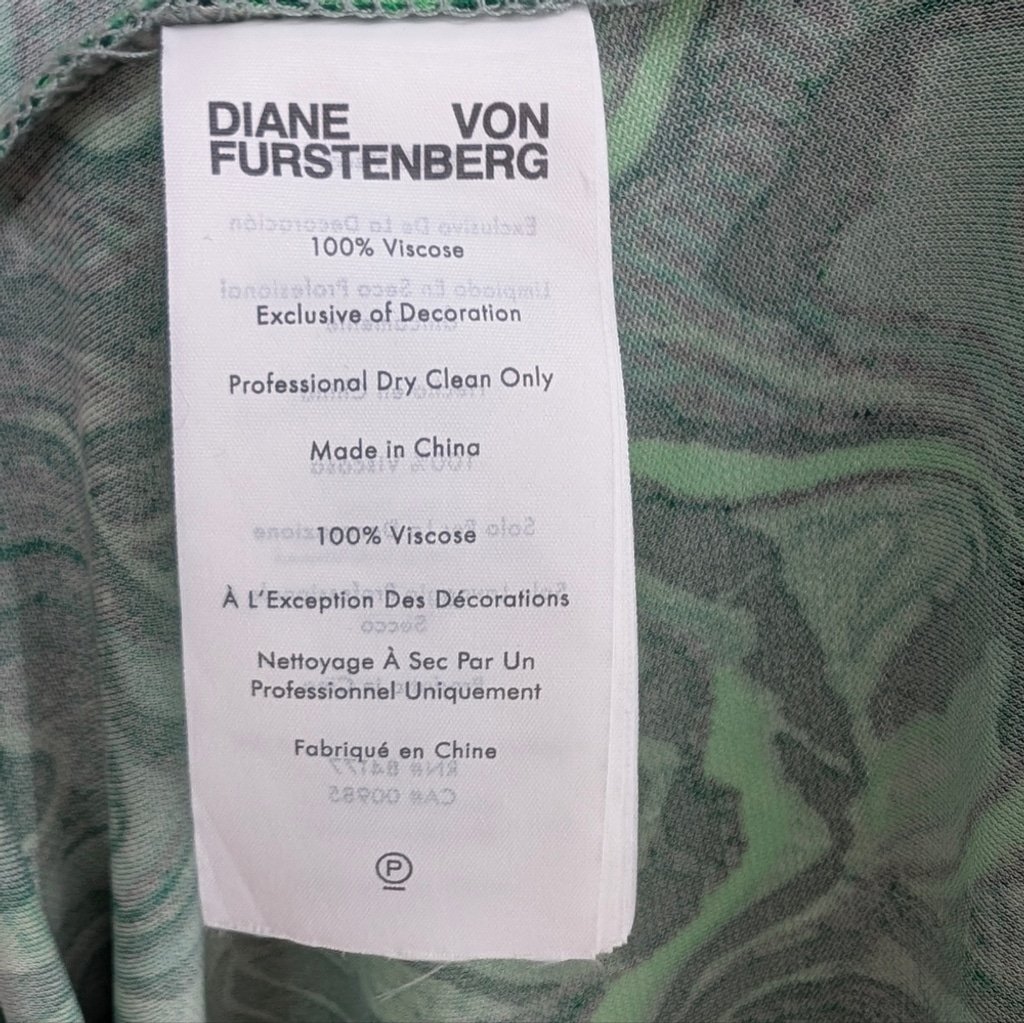 DIANE VON
FURSTENBERG
100% Viscose
Exclusive of Decoration
Professional Dry Clean Only
Made in China
100% Viscose
À L'Exception Des Décorations
Nettoyage À Sec Par Un
Professionnel Uniquement
Fabriqué en Chine
P